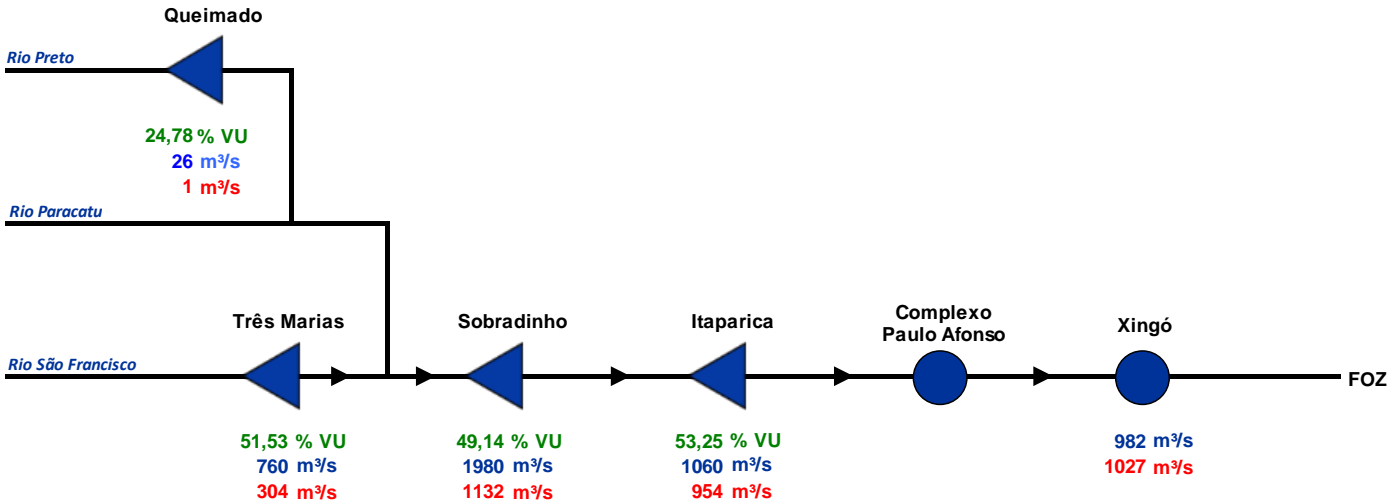 Queimado
Rio Preto
24,78 % VU
26 m³/s
1 m³/s
Rio Paracatu
Três Marias
Sobradinho
Itaparica
Complexo
Paulo Afonso
Xingó
Rio São Francisco
FOZ
51,53 % VU
760 m³/s
304 m³/s
49,14 % VU
1980 m³/s
1132 m³/s
53,25 % VU
1060 m³/s
954 m³/s
982 m³/s
1027 m³/s